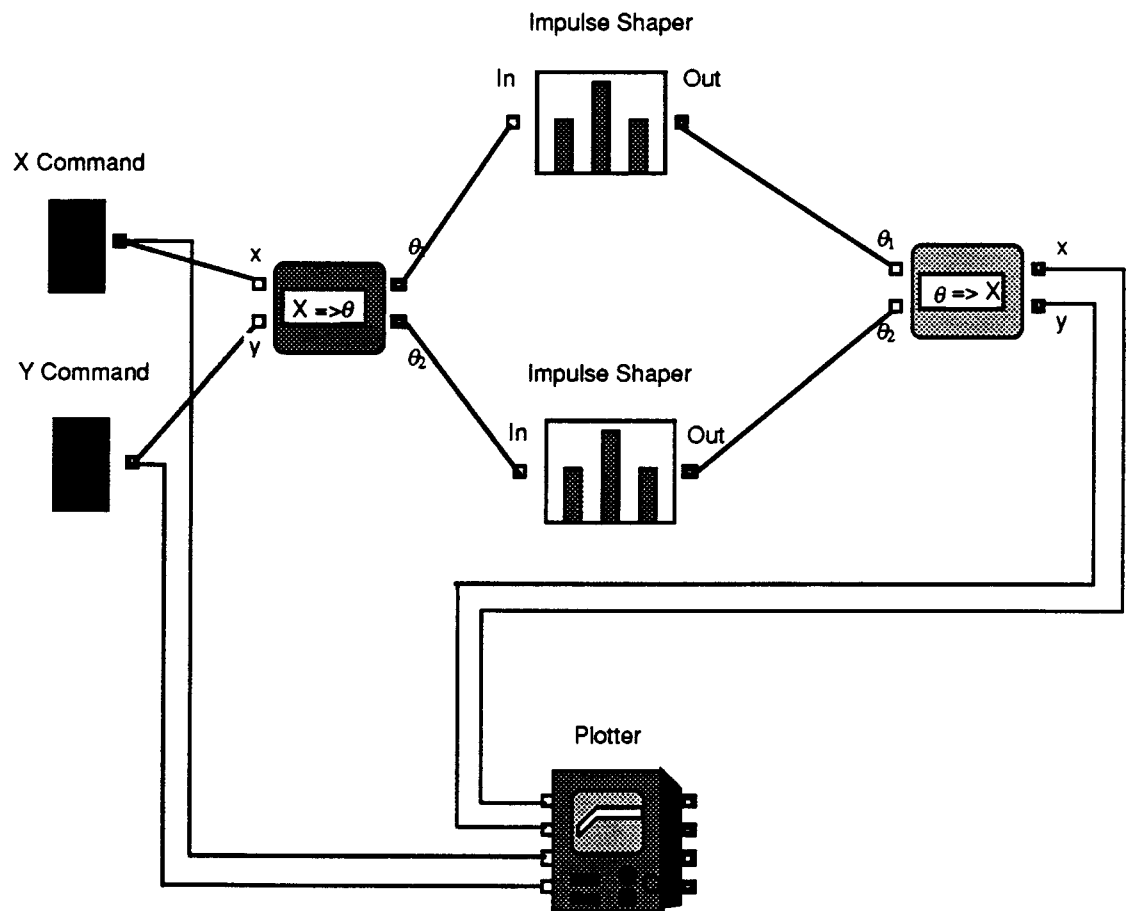 Impulse Shaper
In
Out
X Command
x
θ1
θ1
x
X =>θ
θ => X
y
θ2
θ2
y
Y Command
Impulse Shaper
In
Out
Plotter